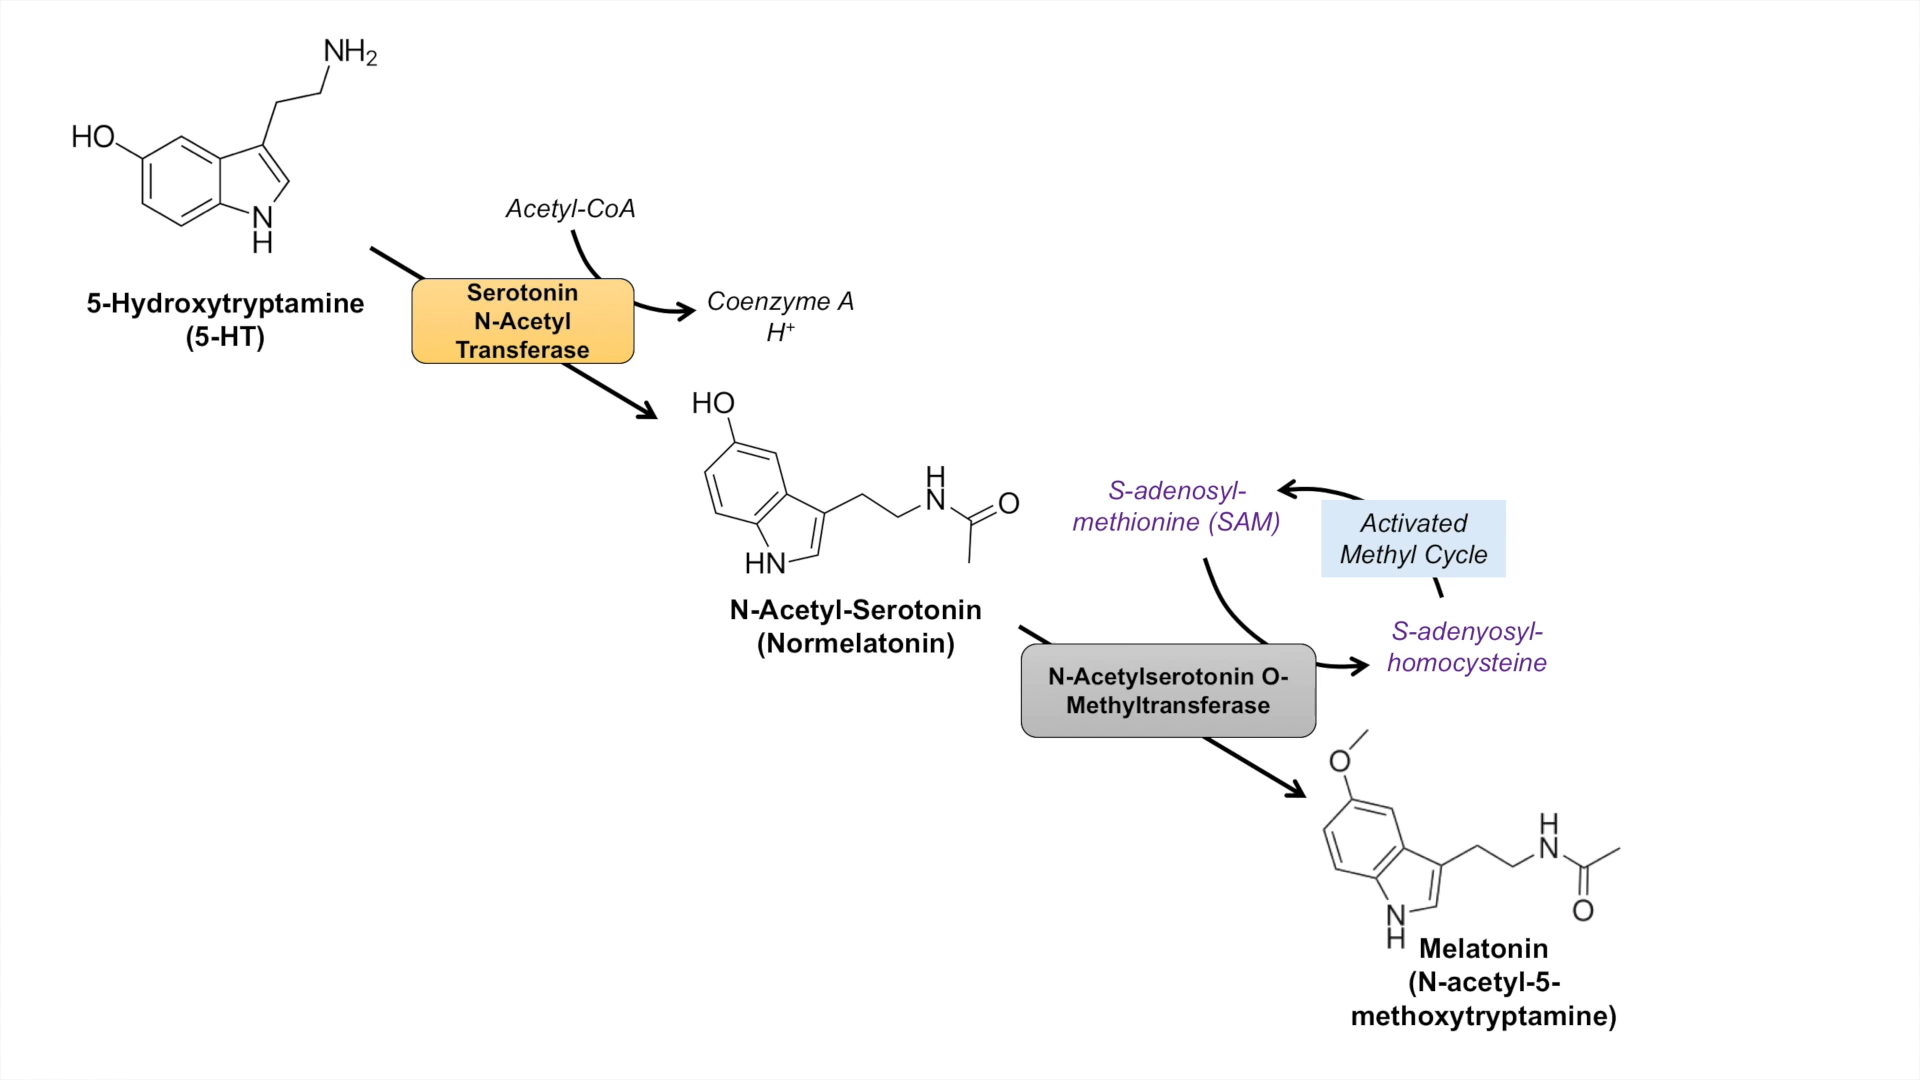 NH2
HO
N
H
5-Hydroxytryptamine
(5-HT)
Acetyl-CoA
Serotonin
N-Acetyl
Transferase
Coenzyme A
H+
HO
H
N
O
HN
N-Acetyl-Serotonin
(Normelatonin)
S-adenosyl-
methionine (SAM)
Activated
Methyl Cycle
S-adenyosyl-
homocysteine
N-Acetylserotonin O-
Methyltransferase
O
H
N
O
N
H
Melatonin
(N-acetyl-5-
methoxytryptamine)